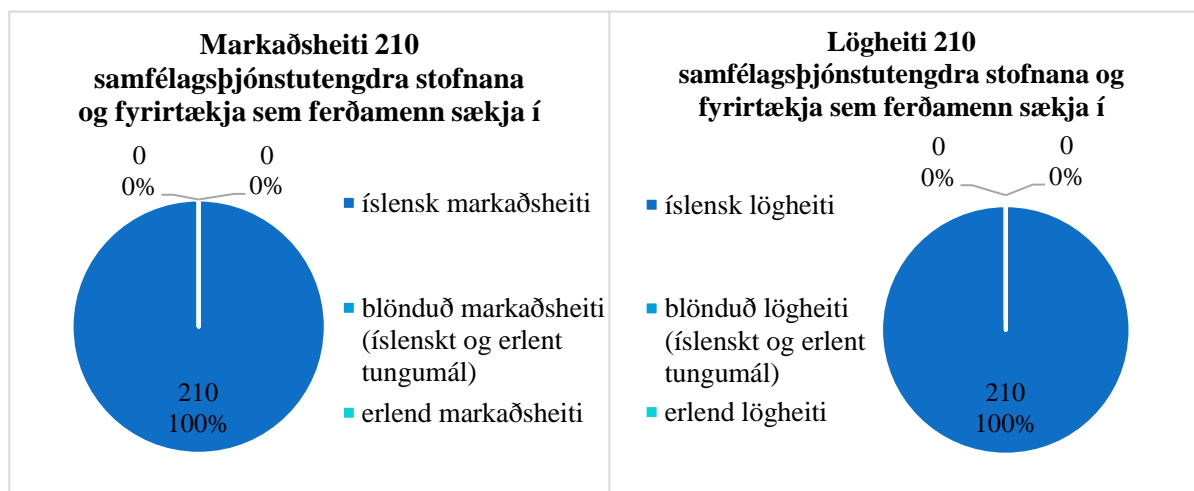 Markaðsheiti 210
samfélagsþjónstutengdra stofnana
og fyrirtækja sem ferðamenn sækja í
0
0%
0
0%
íslensk markaðsheiti
blönduð markaðsheiti
(íslenskt og erlent
tungumál)
erlend markaðsheiti
210
100%
Lögheiti 210
samfélagsþjónstutengdra stofnana og
fyrirtækja sem ferðamenn sækja í
0
0%
0
0%
íslensk lögheiti
blönduð lögheiti
(íslenskt og erlent
tungumál)
erlend lögheiti
210
100%